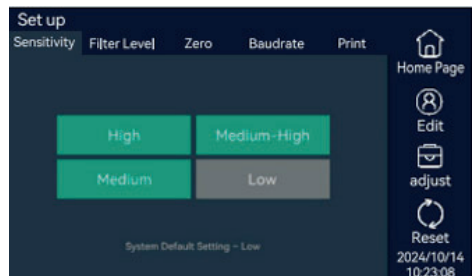 Set up
Sensitivity Filter Level Zero Baudrate Print
Home Page
Edit
High Medium-High
Medium Low
adjust
System Default Setting - Low
Reset
2024/10/14
10:23:08